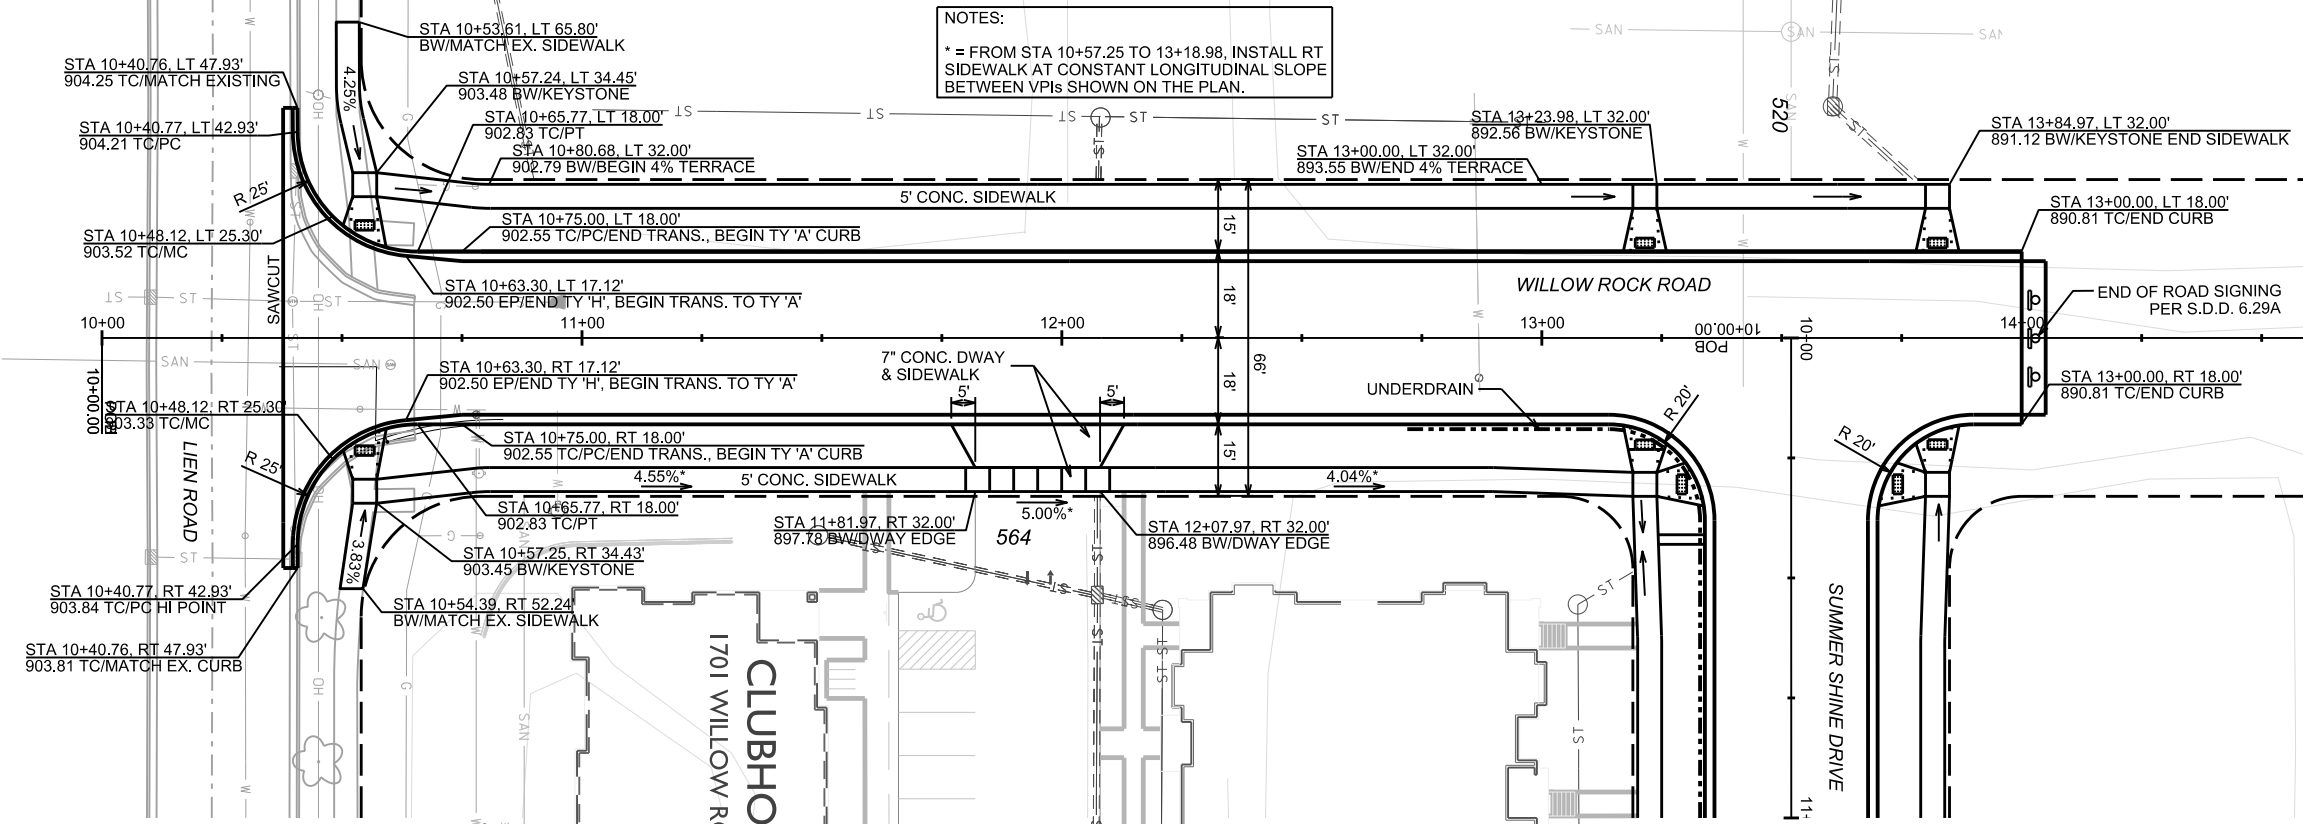 NOTES:
* = FROM STA 10+57.25 TO 13+18.98, INSTALL RT
SIDEWALK AT CONSTANT LONGITUDINAL SLOPE
BETWEEN VPIs SHOWN ON THE PLAN.
STA 10+53.61, LT 65.80'
BW/MATCH EX. SIDEWALK
STA 10+40.76, LT 47.93'
904.25 TC/MATCH EXISTING
4.25%
STA 10+57.24, LT 34.45'
903.48 BW/KEYSTONE
STA 10+40.77, LT 42.93'
904.21 TC/PC
STA 10+65.77, LT 18.00'
902.83 TC/PT
STA 10+80.68, LT 32.00'
902.79 BW/BEGIN 4% TERRACE
STA 13+00.00, LT 32.00'
893.55 BW/END 4% TERRACE
STA 13+23.98, LT 32.00'
892.56 BW/KEYSTONE
520
STA 13+84.97, LT 32.00'
891.12 BW/KEYSTONE END SIDEWALK
R 25'
5' CONC. SIDEWALK
15'
STA 10+75.00, LT 18.00'
902.55 TC/PC/END TRANS., BEGIN TY 'A' CURB
STA 13+00.00, LT 18.00'
890.81 TC/END CURB
STA 10+48.12, LT 25.30'
903.52 TC/MC
SAWCUT
STA 10+63.30, LT 17.12'
902.50 EP/END TY 'H', BEGIN TRANS. TO TY 'A'
18'
WILLOW ROCK ROAD
END OF ROAD SIGNING
PER S.D.D. 6.29A
10+00
11+00
12+00
13+00
14+00
10+00.00
POB
10+00
10+00.00
STA 10+63.30, RT 17.12'
902.50 EP/END TY 'H', BEGIN TRANS. TO TY 'A'
7" CONC. DWAY
& SIDEWALK
5'
5'
18'
66'
UNDERDRAIN
R 20'
STA 13+00.00, RT 18.00'
890.81 TC/END CURB
STA 10+48.12, RT 25.30'
903.33 TC/MC
LIEN ROAD
R 25'
STA 10+75.00, RT 18.00'
902.55 TC/PC/END TRANS., BEGIN TY 'A' CURB
15'
R 20'
4.55%*
5' CONC. SIDEWALK
4.04%*
STA 10+65.77, RT 18.00'
902.83 TC/PT
5.00%*
STA 11+81.97, RT 32.00'
897.78 BW/DWAY EDGE
564
STA 12+07.97, RT 32.00'
896.48 BW/DWAY EDGE
STA 10+57.25, RT 34.43'
903.45 BW/KEYSTONE
3.83%
STA 10+40.77, RT 42.93'
903.84 TC/PC HI POINT
STA 10+54.39, RT 52.24'
BW/MATCH EX. SIDEWALK
STA 10+40.76, RT 47.93'
903.81 TC/MATCH EX. CURB
CLUBHO
1701 WILLOW R
SUMMER SHINE DRIVE
11+
SAN
SAN
SAN
SAN
SAN
SAN
ST
ST
ST
ST
ST
ST
ST
ST
OH
OH
W
W
G
G